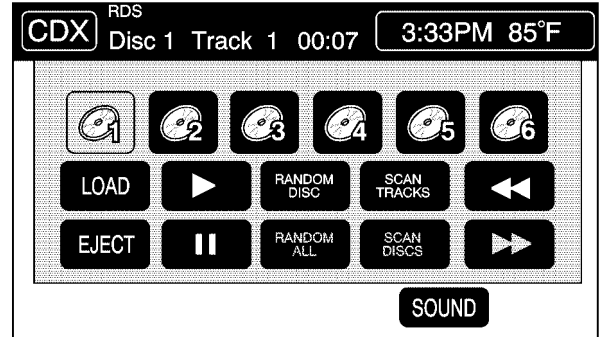 RDS
CDX Disc 1 Track 1 00:07 3:33PM 85°F
1 2 3 4 5 6
LOAD RANDOM DISC SCAN TRACKS
EJECT RANDOM ALL SCAN DISCS
SOUND